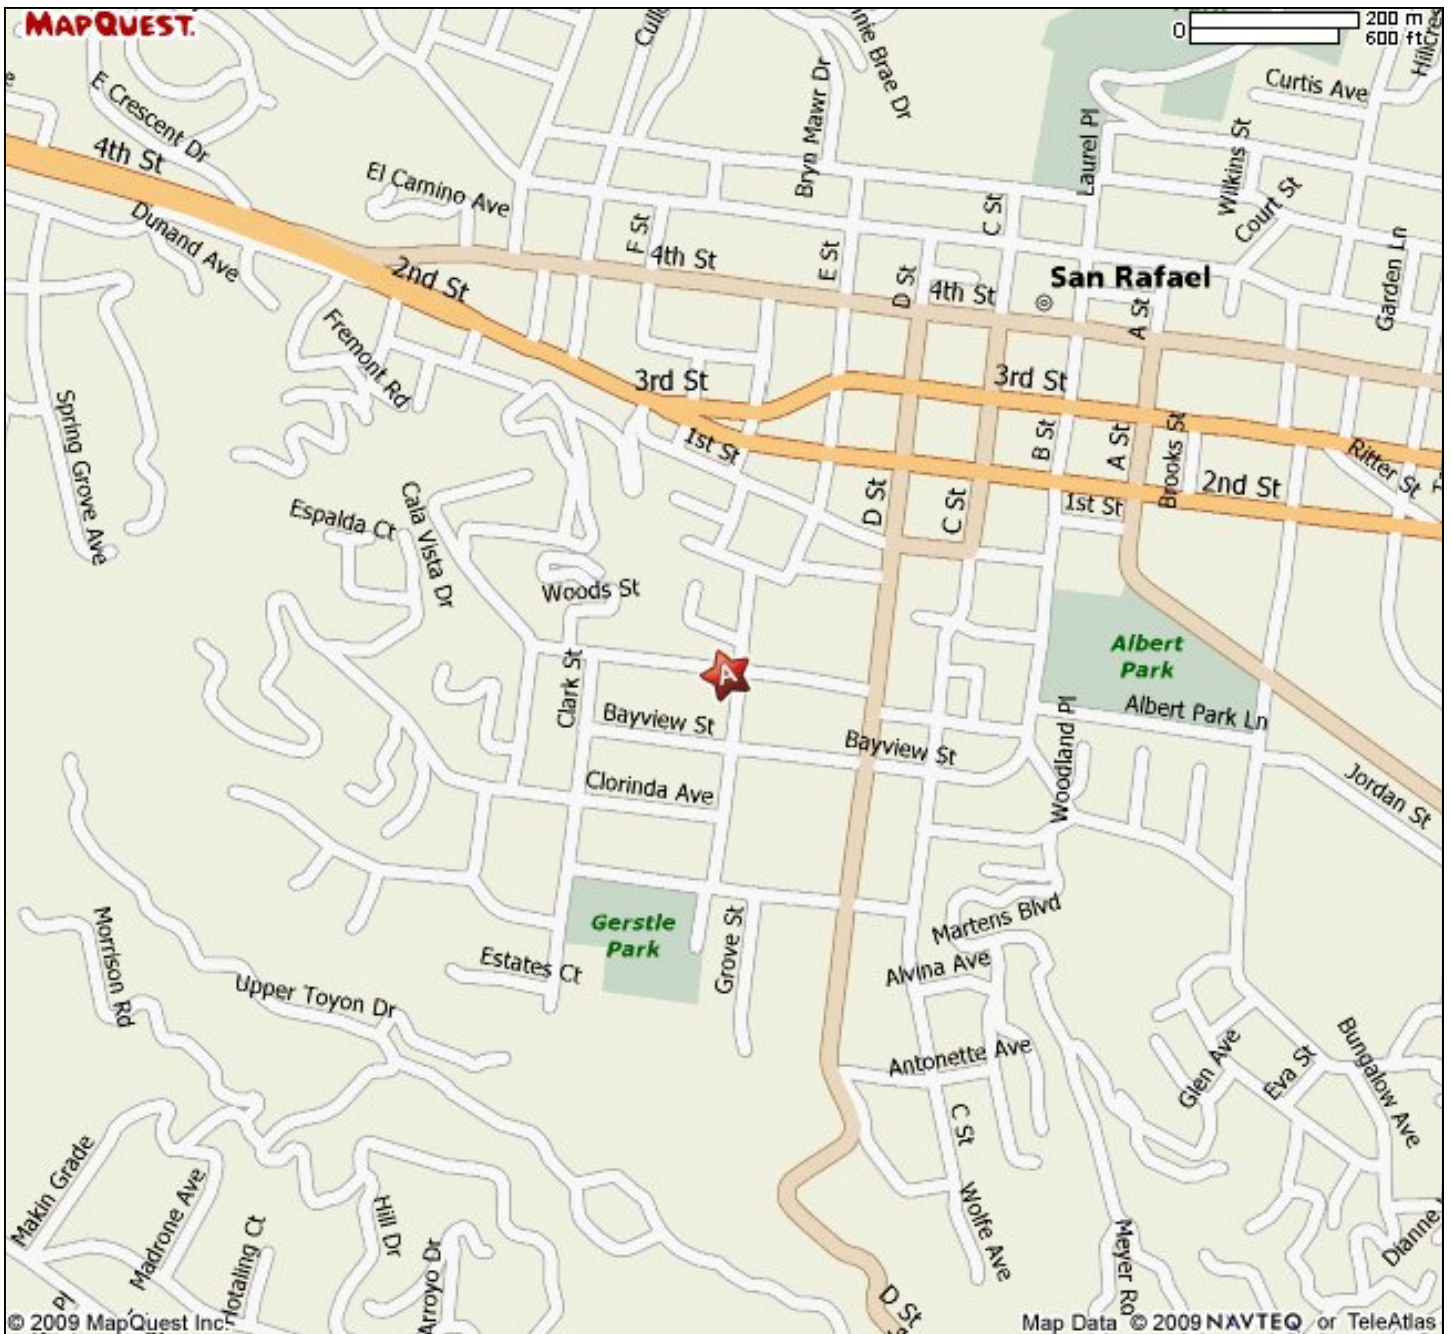 MAPQUEST.
200 m
0
600 ft
E Crescent Dr
Bryn Mawr Dr
Curtis Ave
4th St
El Camino Ave
Laurel Pl
Wilkins St
Court St
Dunand Ave
F St
4th St
E St
C St
Garden Ln
2nd St
D St
4th St
San Rafael
A St
Fremont Rd
3rd St
3rd St
Spring Grove Ave
1st St
B St
A St
Brooks St
Ritter St
2nd St
Cala Vista Dr
Espalda Ct
D St
C St
1st St
Woods St
Albert
Park
Clark St
A
Bayview St
Bayview St
Albert Park Ln
Woodland Pl
Clorinda Ave
Jordan St
Gerstle
Park
Grove St
Martens Blvd
Morrison Rd
Estates Ct
Alvina Ave
Upper Toyon Dr
Antonette Ave
Glen Ave
Eva St
Bungalow Ave
C St
Makin Grade
Madrone Ave
Hill Dr
Wolfe Ave
Meyer Ro
Dianne
Arroyo Dr
D St
Pl
© 2009 MapQuest Inc.
Map Data © 2009 NAVTEQ or TeleAtlas